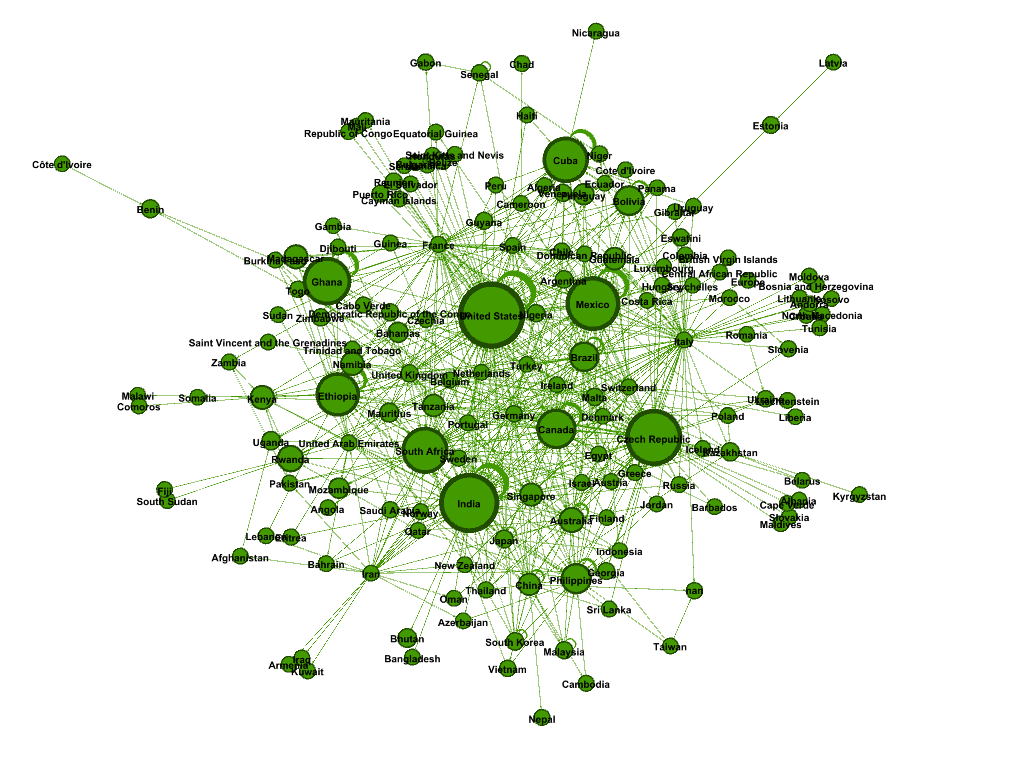 Nicaragua
Gabon
Senegal
Chad
Latvia
Haiti
Estonia
Mauritania
Mali
Republic of Congo
Equatorial Guinea
Saint Kitts and Nevis
Belize
Jamaica
Cuba
Niger
Côte d'Ivoire
Cote d'Ivoire
Reunion
El Salvador
Puerto Rico
Cayman Islands
Peru
Algeria
Venezuela
Paraguay
Ecuador
Panama
Bolivia
Cameroon
Benin
Gibraltar
Uruguay
Guyana
Gambia
Eswatini
Djibouti
Guinea
France
Spain
Chile
Dominican Republic
Guatemala
Colombia
British Virgin Islands
Burkina Faso
Madagascar
Luxembourg
Central African Republic
Moldova
Ghana
Togo
Argentina
Hungary
Seychelles
Europe
Bosnia and Herzegovina
Mexico
Costa Rica
Morocco
Lithuania
Kosovo
Andorra
Cabo Verde
Sudan
Zimbabwe
Democratic Republic of the Congo
Czechia
United States
Nigeria
North Macedonia
Croatia
Tunisia
Bahamas
Saint Vincent and the Grenadines
Trinidad and Tobago
Italy
Romania
Slovenia
Zambia
Namibia
Brazil
Turkey
United Kingdom
Belgium
Netherlands
Ireland
Switzerland
Malawi
Comoros
Somalia
Kenya
Ethiopia
Mauritius
Tanzania
Malta
Ukraine
Liechtenstein
Germany
Denmark
Poland
Liberia
Portugal
Canada
Czech Republic
Uganda
United Arab Emirates
South Africa
Sweden
Egypt
Iceland
Kazakhstan
Rwanda
Greece
Pakistan
Israel
Austria
Russia
Belarus
Fiji
South Sudan
Mozambique
India
Singapore
Kyrgyzstan
Albania
Cape Verde
Angola
Saudi Arabia
Norway
Jordan
Barbados
Slovakia
Maldives
Australia
Finland
Qatar
Lebanon
Eritrea
Japan
Afghanistan
Bahrain
Iran
New Zealand
Indonesia
Georgia
China
Philippines
Thailand
nan
Oman
Sri Lanka
Azerbaijan
Bhutan
South Korea
Taiwan
Malaysia
Bangladesh
Iraq
Armenia
Kuwait
Vietnam
Cambodia
Nepal